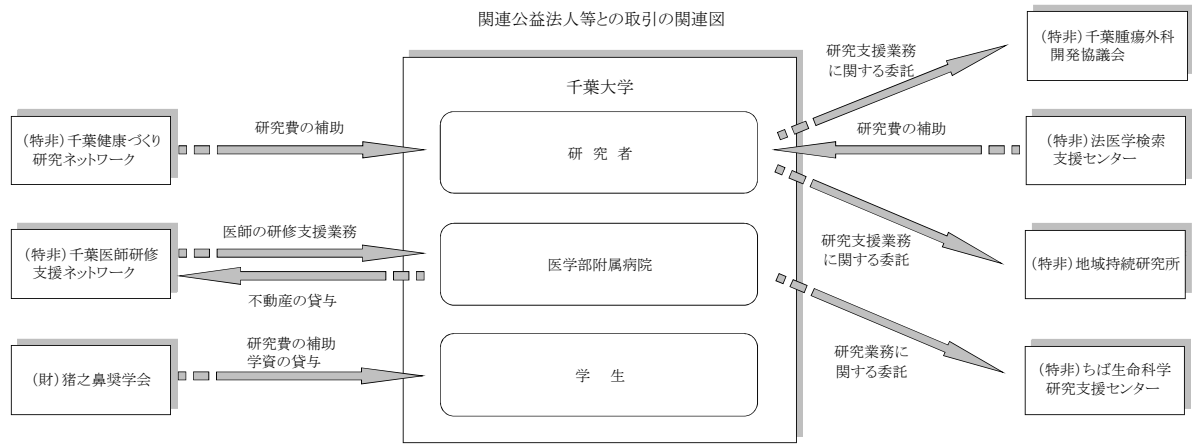 関連公益法人等との取引の関連図
千葉大学
研究者
医学部附属病院
学生
(特非)千葉健康づくり
研究ネットワーク
研究費の補助
(特非)千葉医師研修
支援ネットワーク
医師の研修支援業務
不動産の貸与
(財)猪之鼻奨学会
研究費の補助
学資の貸与
研究支援業務
に関する委託
(特非)千葉腫瘍外科
開発協議会
研究費の補助
(特非)法医学検索
支援センター
研究支援業務
に関する委託
(特非)地域持続研究所
研究業務に
関する委託
(特非)ちば生命科学
研究支援センター